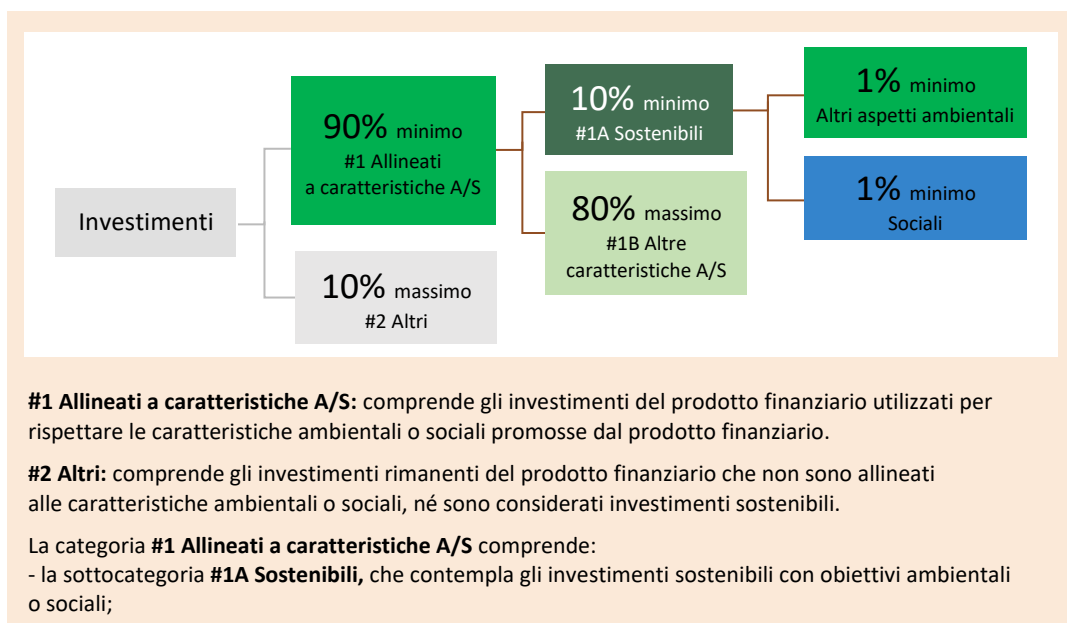 Investimenti
90% minimo
#1 Allineati
a caratteristiche A/S
10% massimo
#2 Altri
10% minimo
#1A Sostenibili
80% massimo
#1B Altre
caratteristiche A/S
1% minimo
Altri aspetti ambientali
1% minimo
Sociali
#1 Allineati a caratteristiche A/S: comprende gli investimenti del prodotto finanziario utilizzati per
rispettare le caratteristiche ambientali o sociali promosse dal prodotto finanziario.
#2 Altri: comprende gli investimenti rimanenti del prodotto finanziario che non sono allineati
alle caratteristiche ambientali o sociali, né sono considerati investimenti sostenibili.
La categoria #1 Allineati a caratteristiche A/S comprende:
- la sottocategoria #1A Sostenibili, che contempla gli investimenti sostenibili con obiettivi ambientali
o sociali;